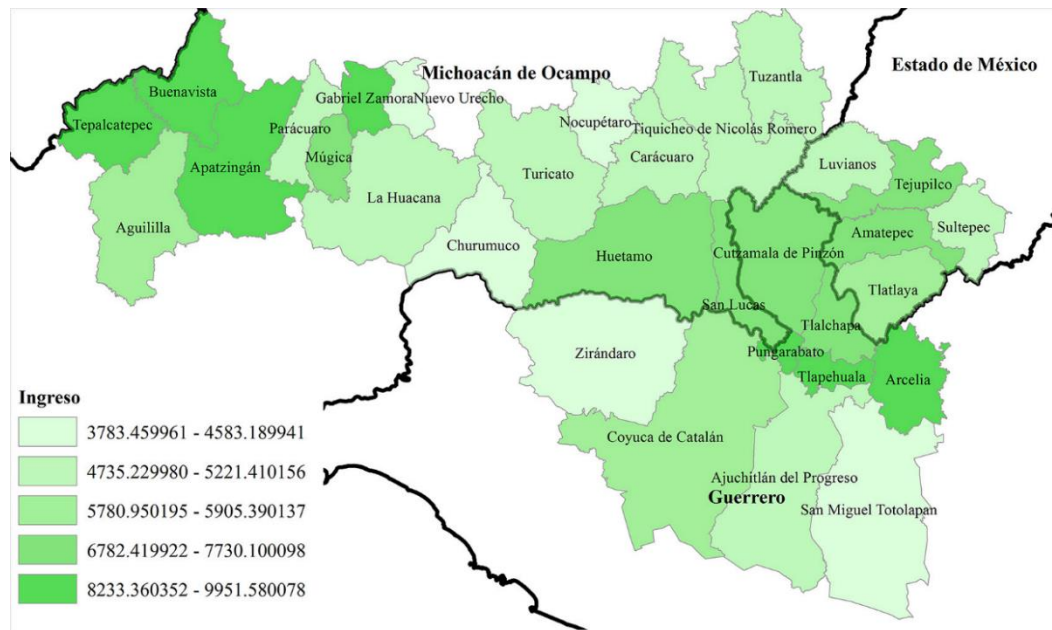 Michoacán de Ocampo
Estado de México
Tuzantla
Buenavista
Gabriel Zamora
Nuevo Urecho
Nocupétaro
Tepalcatepec
Parácuaro
Tiquicheo de Nicolás Romero
Múgica
Carácuaro
Luvianos
Apatzingán
Turicato
Tejupilco
La Huacana
Aguililla
Amatepec
Sultepec
Churumuco
Huetamo
Cutzamala de Pinzón
Tlatlaya
San Lucas
Tlalchapa
Zirándaro
Pungarabato
Tlapehuala
Arcelia
Coyuca de Catalán
Ajuchitlán del Progreso
Guerrero
San Miguel Totolapan
Ingreso
3783.459961 - 4583.189941
4735.229980 - 5221.410156
5780.950195 - 5905.390137
6782.419922 - 7730.100098
8233.360352 - 9951.580078